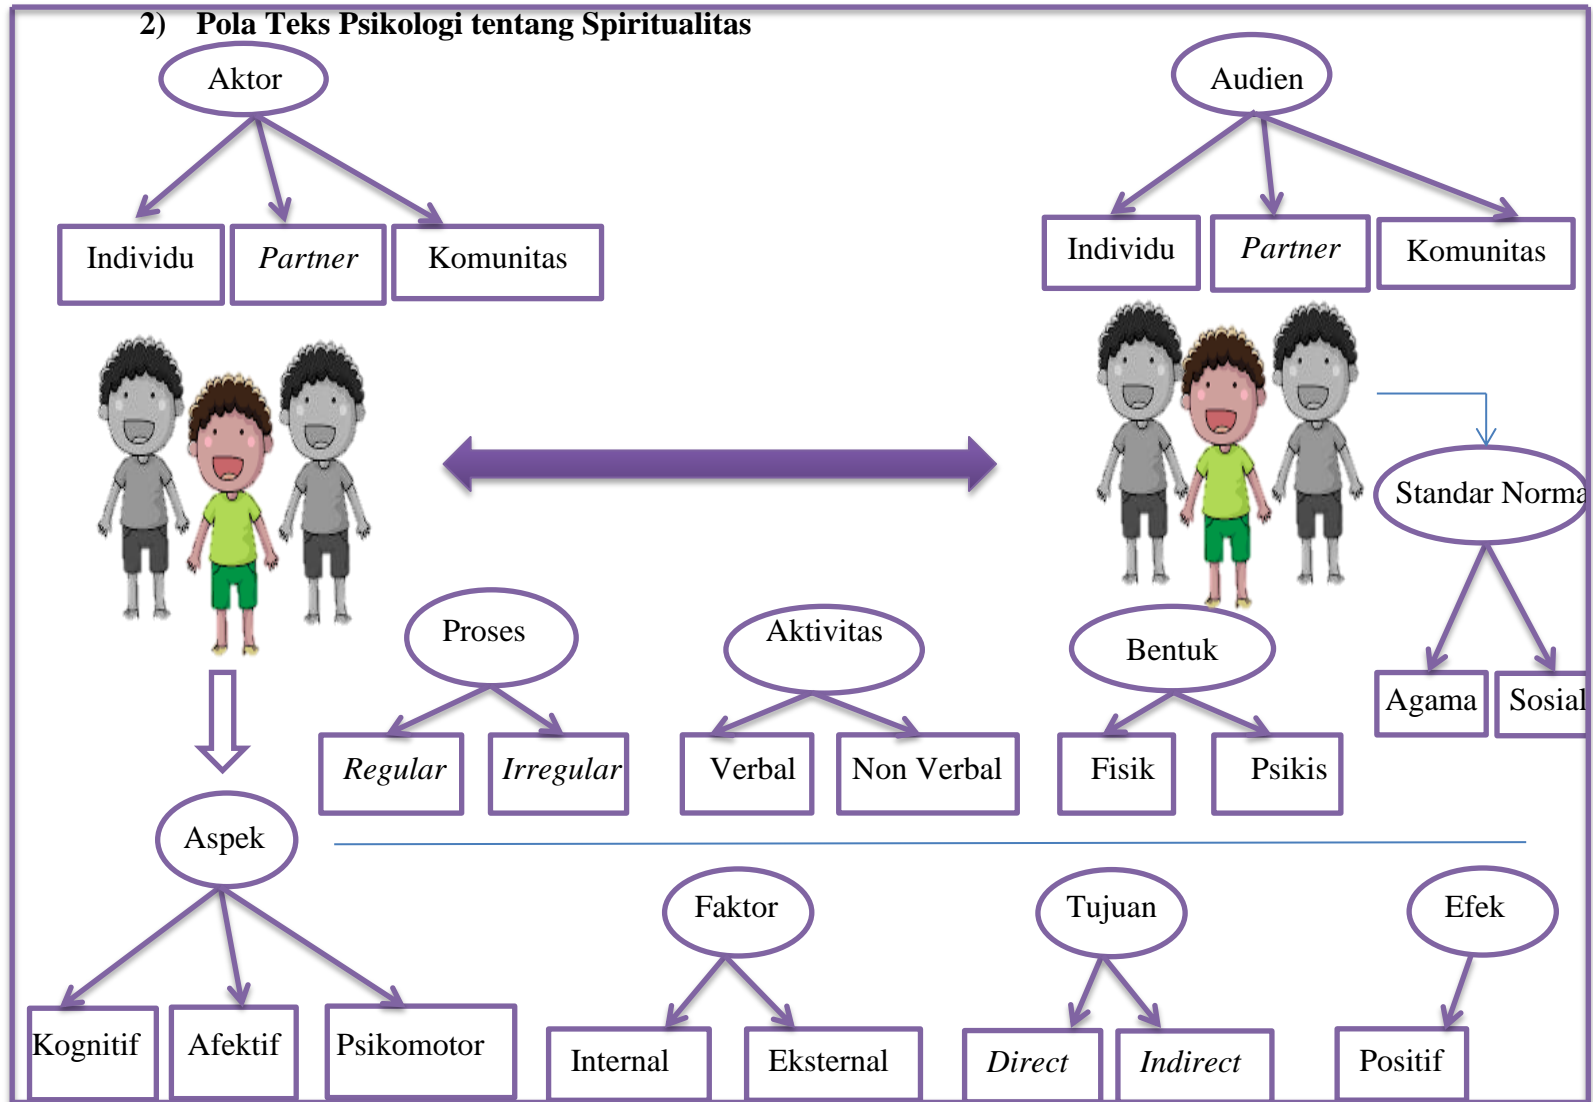 2) Pola Teks Psikologi tentang Spiritualitas
Aktor
Audien
Individu
Partner
Komunitas
Individu
Partner
Komunitas
Standar Norma
Agama
Sosial
Proses
Aktivitas
Bentuk
Regular
Irregular
Verbal
Non Verbal
Fisik
Psikis
Aspek
Faktor
Tujuan
Efek
Kognitif
Afektif
Psikomotor
Internal
Eksternal
Direct
Indirect
Positif